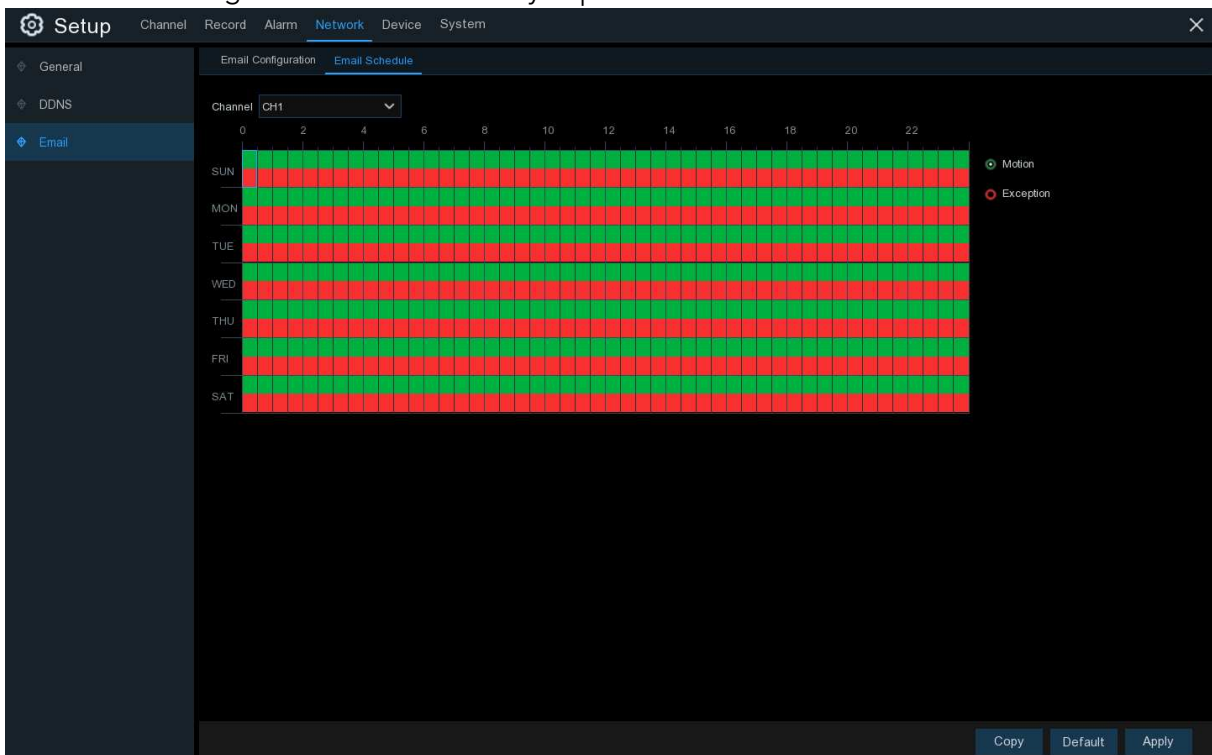 Setup Channel Record Alarm Network Device System
General
DDNS
Email
Email Configuration Email Schedule
Channel CH1
0 2 4 6 8 10 12 14 16 18 20 22
SUN
MON
TUE
WED
THU
FRI
SAT
Motion
Exception
Copy Default Apply